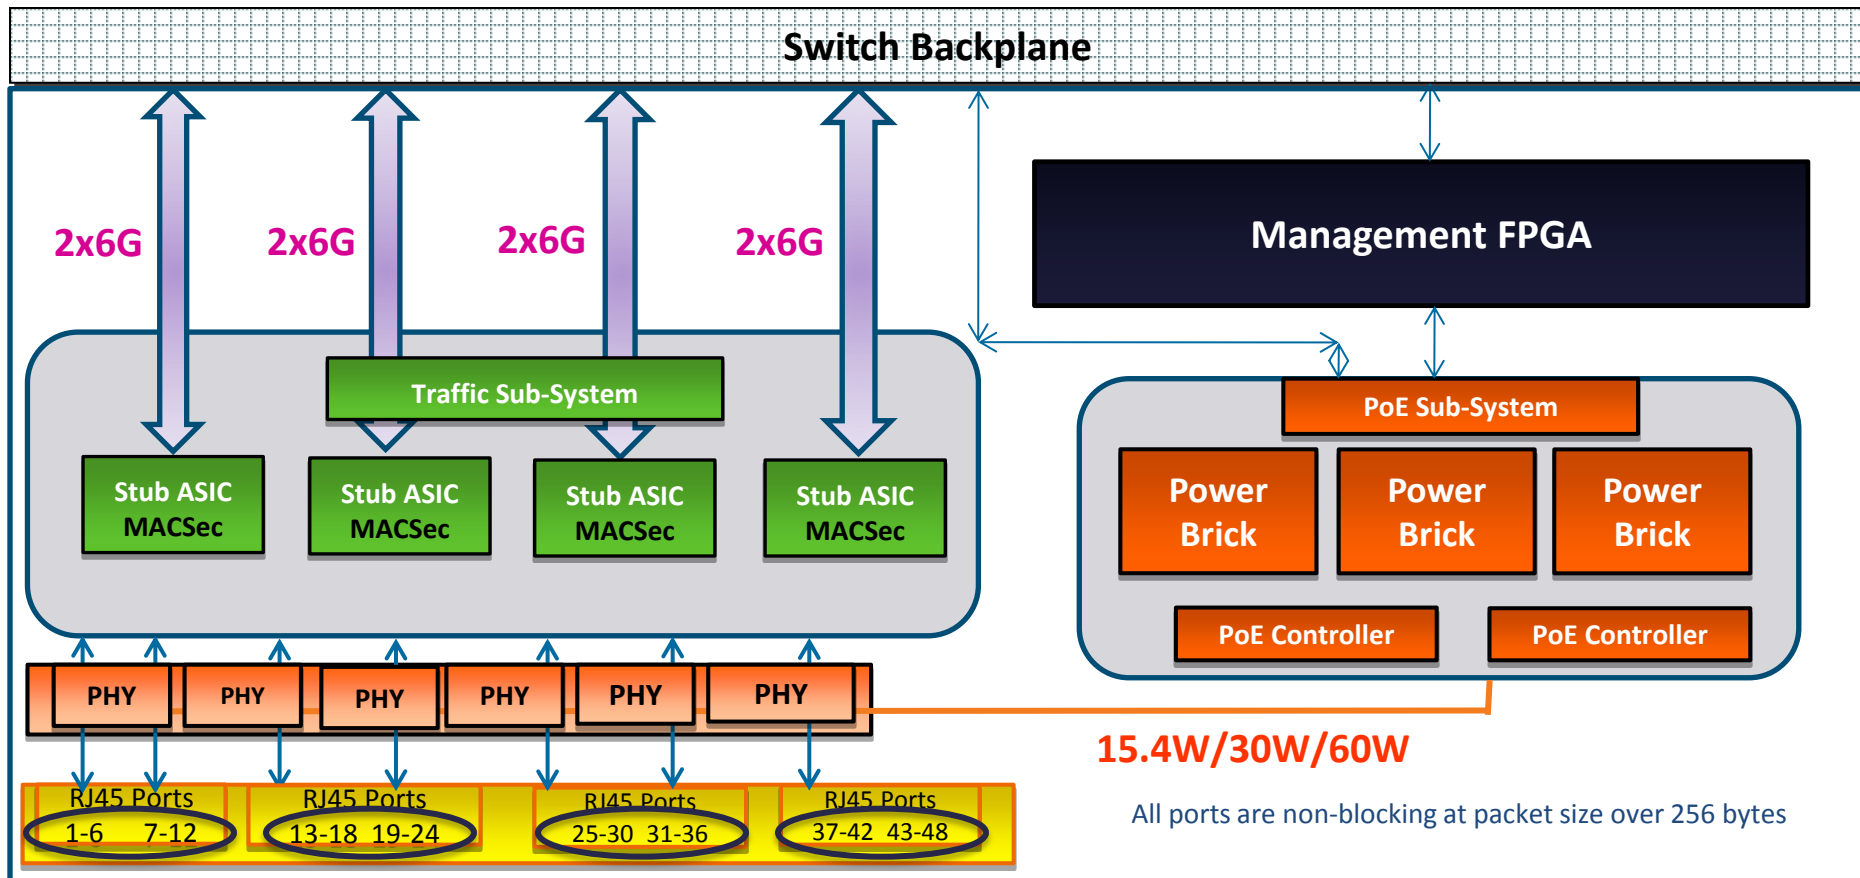 Switch Backplane
2x6G
2x6G
2x6G
2x6G
Management FPGA
Traffic Sub-System
PoE Sub-System
Stub ASIC
MACSec
Stub ASIC
MACSec
Stub ASIC
MACSec
Stub ASIC
MACSec
Power
Brick
Power
Brick
Power
Brick
PoE Controller
PoE Controller
PHY
PHY
PHY
PHY
PHY
PHY
15.4W/30W/60W
RJ45 Ports
1-6 7-12
RJ45 Ports
13-18 19-24
RJ45 Ports
25-30 31-36
RJ45 Ports
37-42 43-48
All ports are non-blocking at packet size over 256 bytes